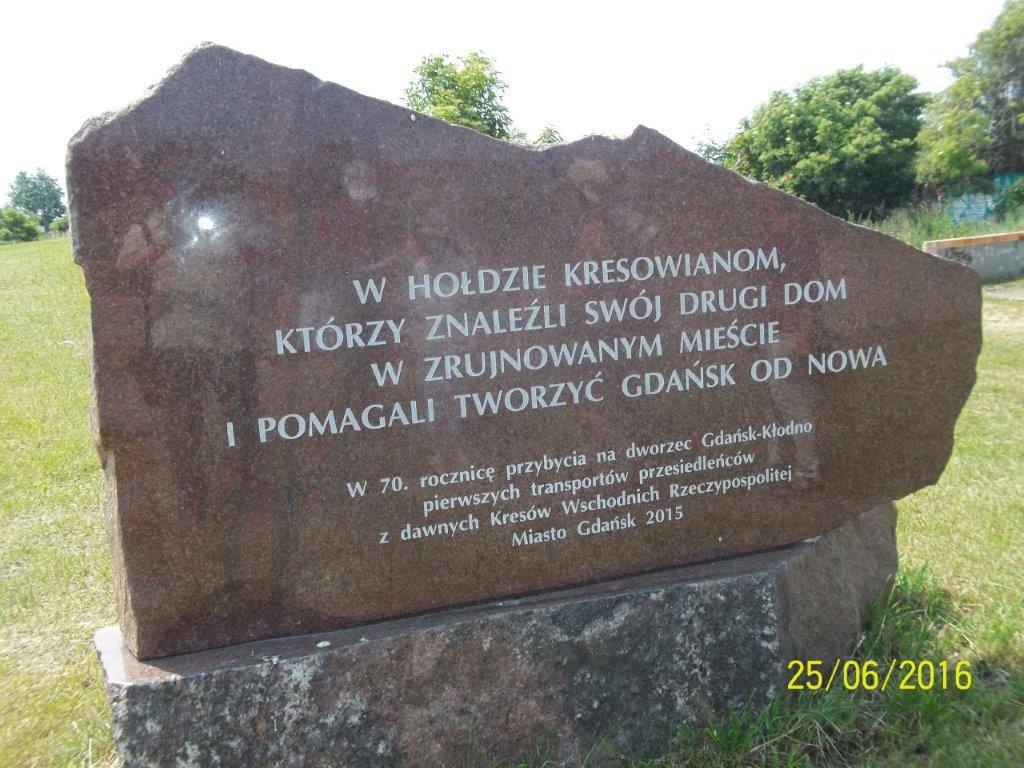 W HOŁDZIE KRESOWIANOM,
KTÓRZY ZNALEŹLI SWÓJ DRUGI DOM
W ZRUJNOWANYM MIEŚCIE
I POMAGALI TWORZYĆ GDAŃSK OD NOWA
W 70. rocznicę przybycia na dworzec Gdańsk-Kłodno
pierwszych transportów przesiedleńców
z dawnych Kresów Wschodnich Rzeczypospolitej
Miasto Gdańsk 2015
25/06/2016